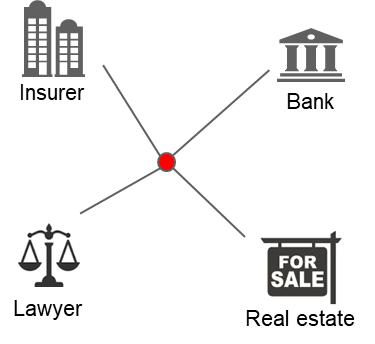 Insurer
Bank
Lawyer
FOR
SALE
Real estate